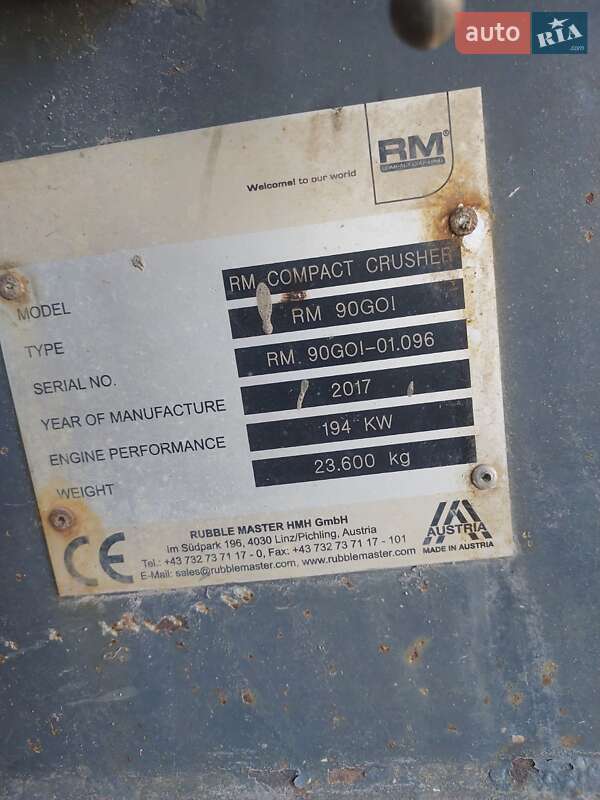 auto RIA .com
RM®
Welcome! to our world
MODEL RM COMPACT CRUSHER
TYPE RM 90GO!
SERIAL NO. RM 90GO!-01.096
YEAR OF MANUFACTURE 2017
ENGINE PERFORMANCE 194 KW
WEIGHT 23.600 kg
RUBBLE MASTER HMH GmbH
Im Südpark 196, 4030 Linz/Pichling, Austria
Tel.: +43 732 73 71 17 - 0, Fax: +43 732 73 71 17 - 101
E-Mail: sales@rubblemaster.com, www.rubblemaster.com
CE
AUSTRIA
MADE IN AUSTRIA